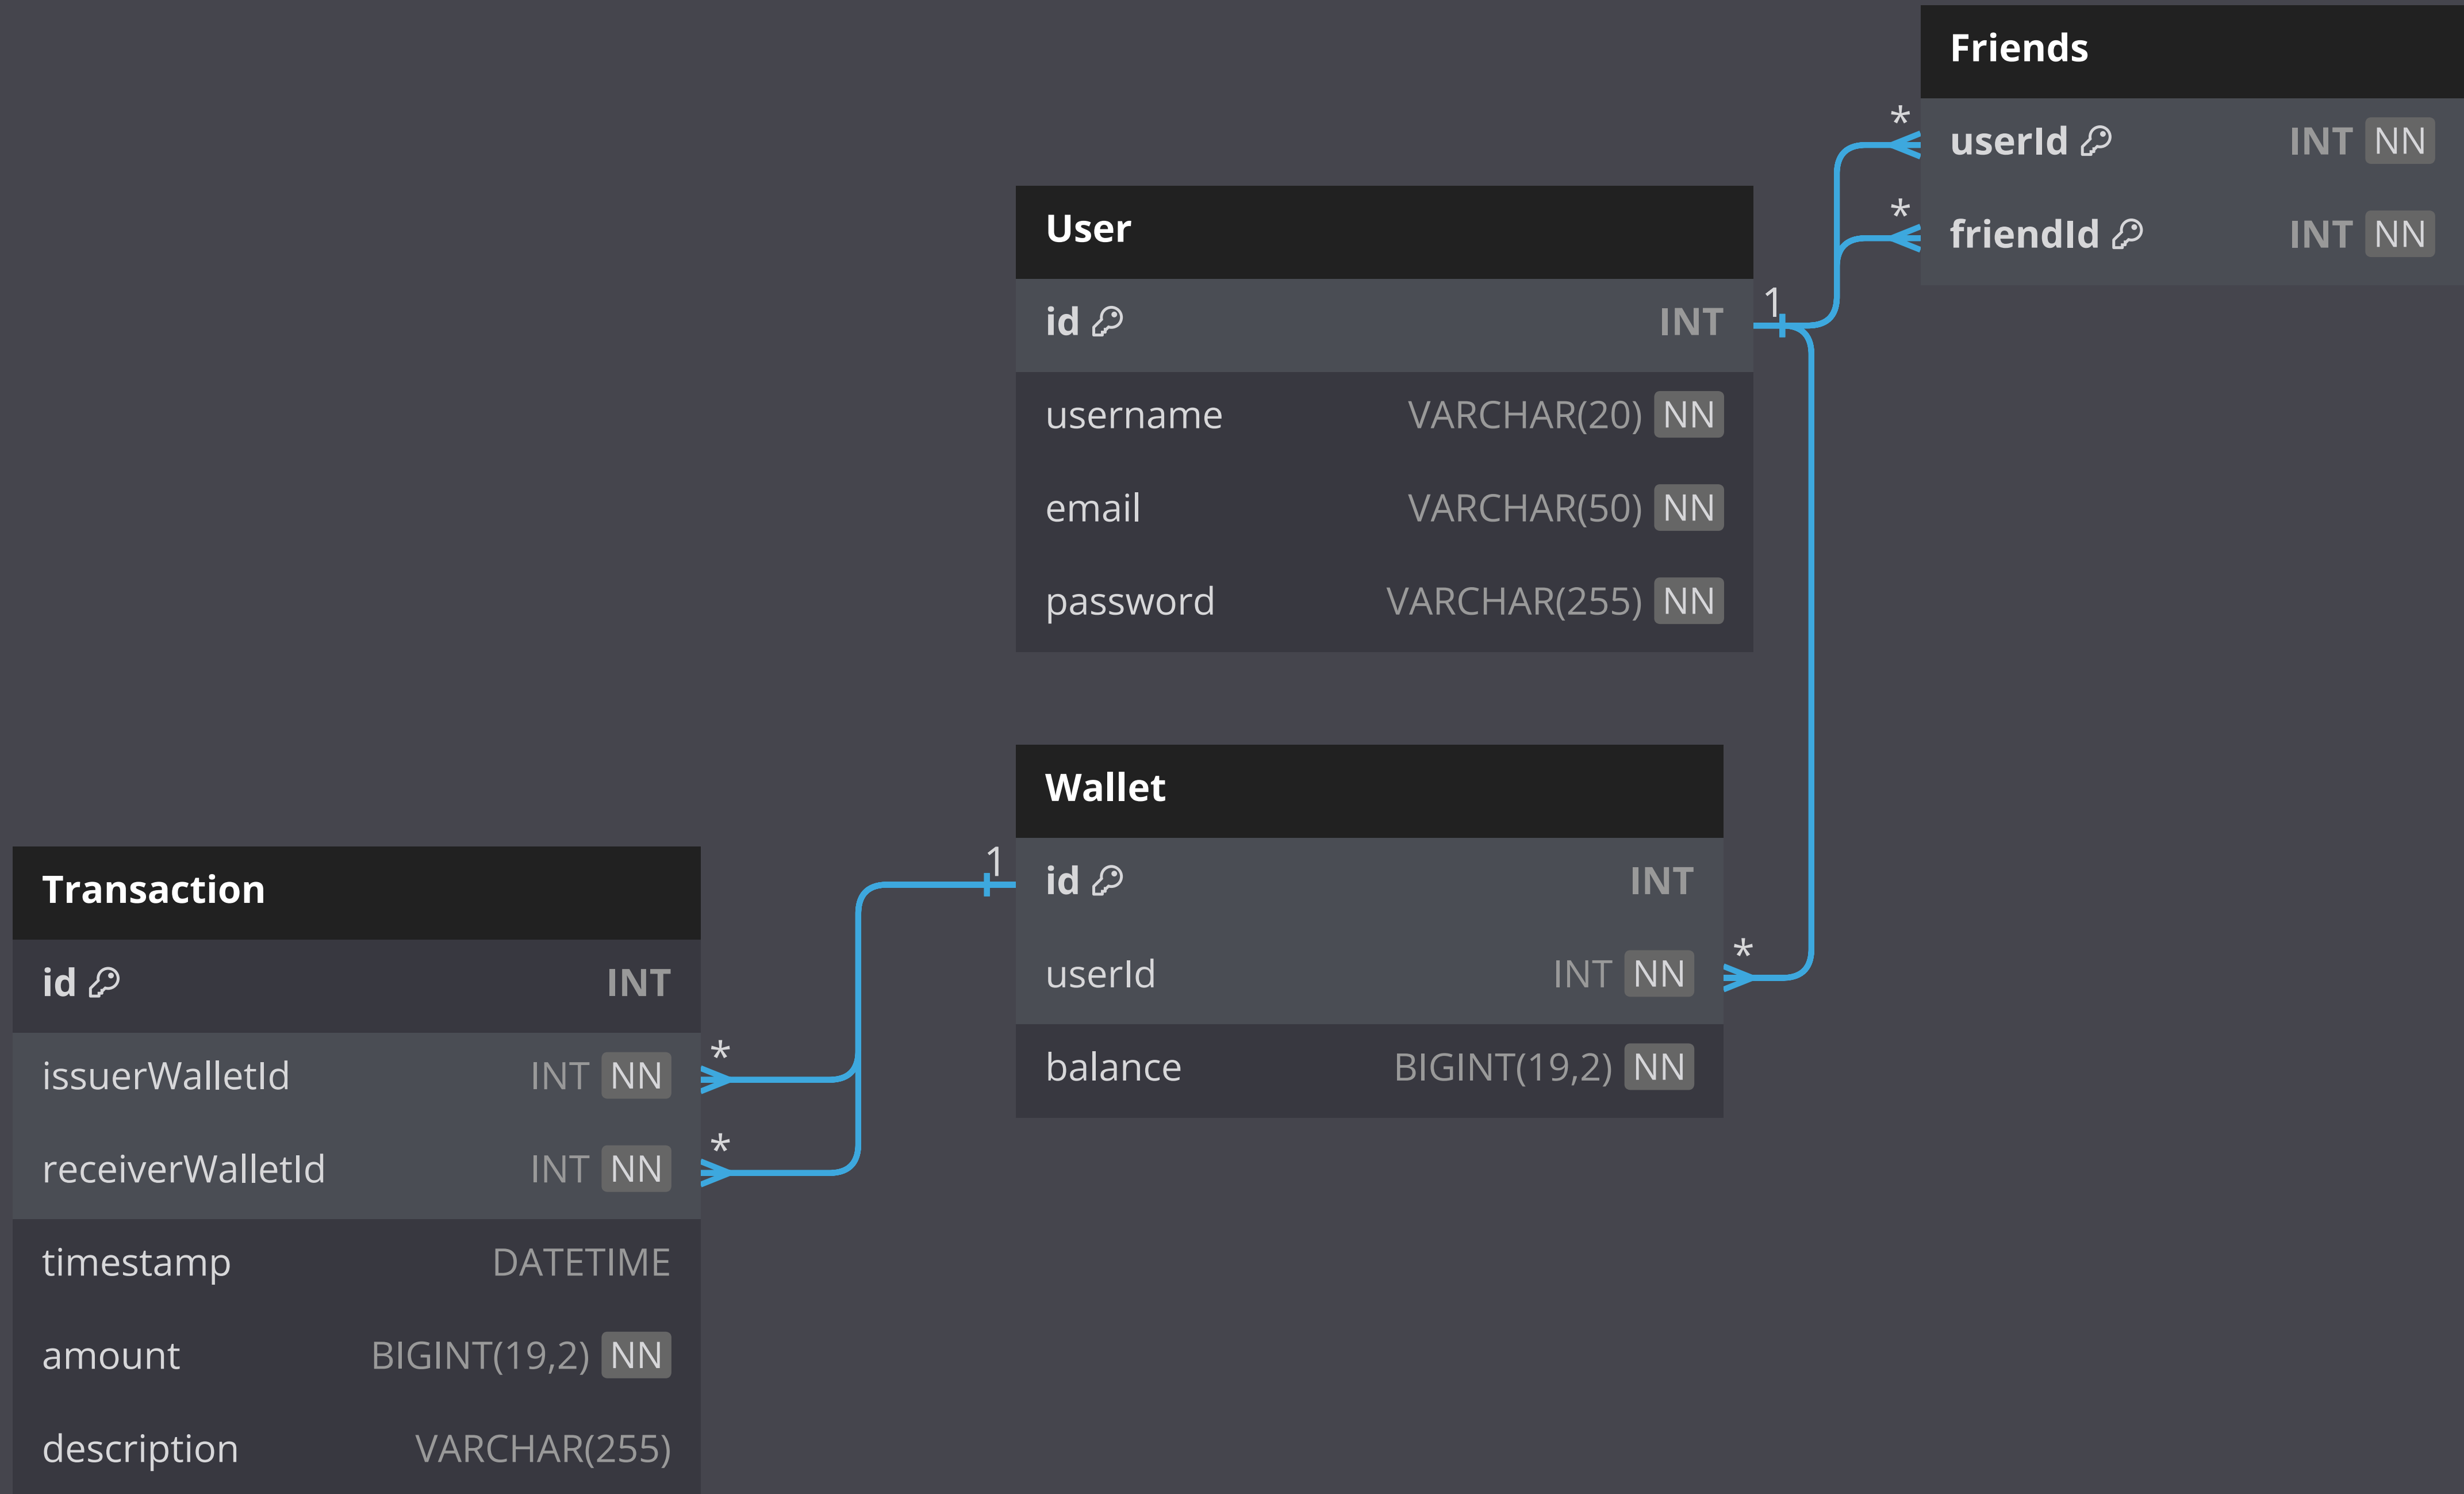 Friends
userId INT NN
friendId INT NN
*
*
User
id INT
username VARCHAR(20) NN
email VARCHAR(50) NN
password VARCHAR(255) NN
1
Wallet
id INT
userId INT NN
balance BIGINT(19,2) NN
1
*
Transaction
id INT
issuerWalletId INT NN
receiverWalletId INT NN
timestamp DATETIME
amount BIGINT(19,2) NN
description VARCHAR(255)
*
*